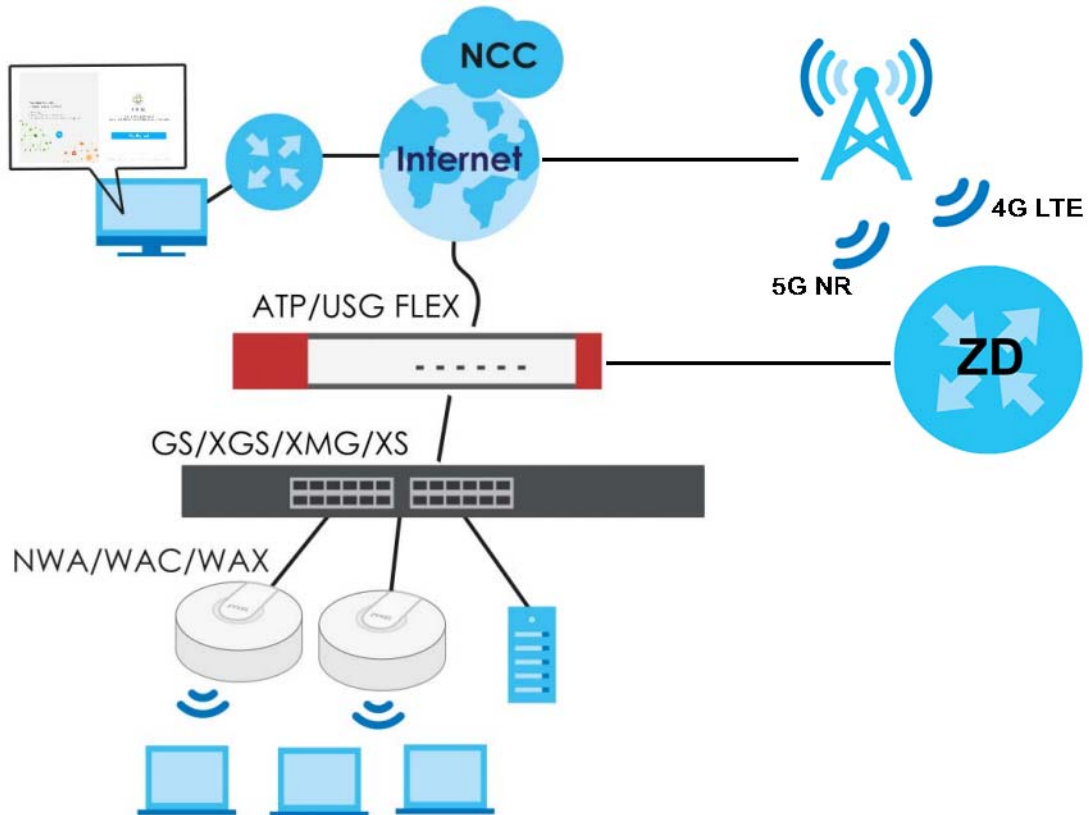 NCC
Internet
4G LTE
5G NR
ATP/USG FLEX
ZD
GS/XGS/XMG/XS
NWA/WAC/WAX